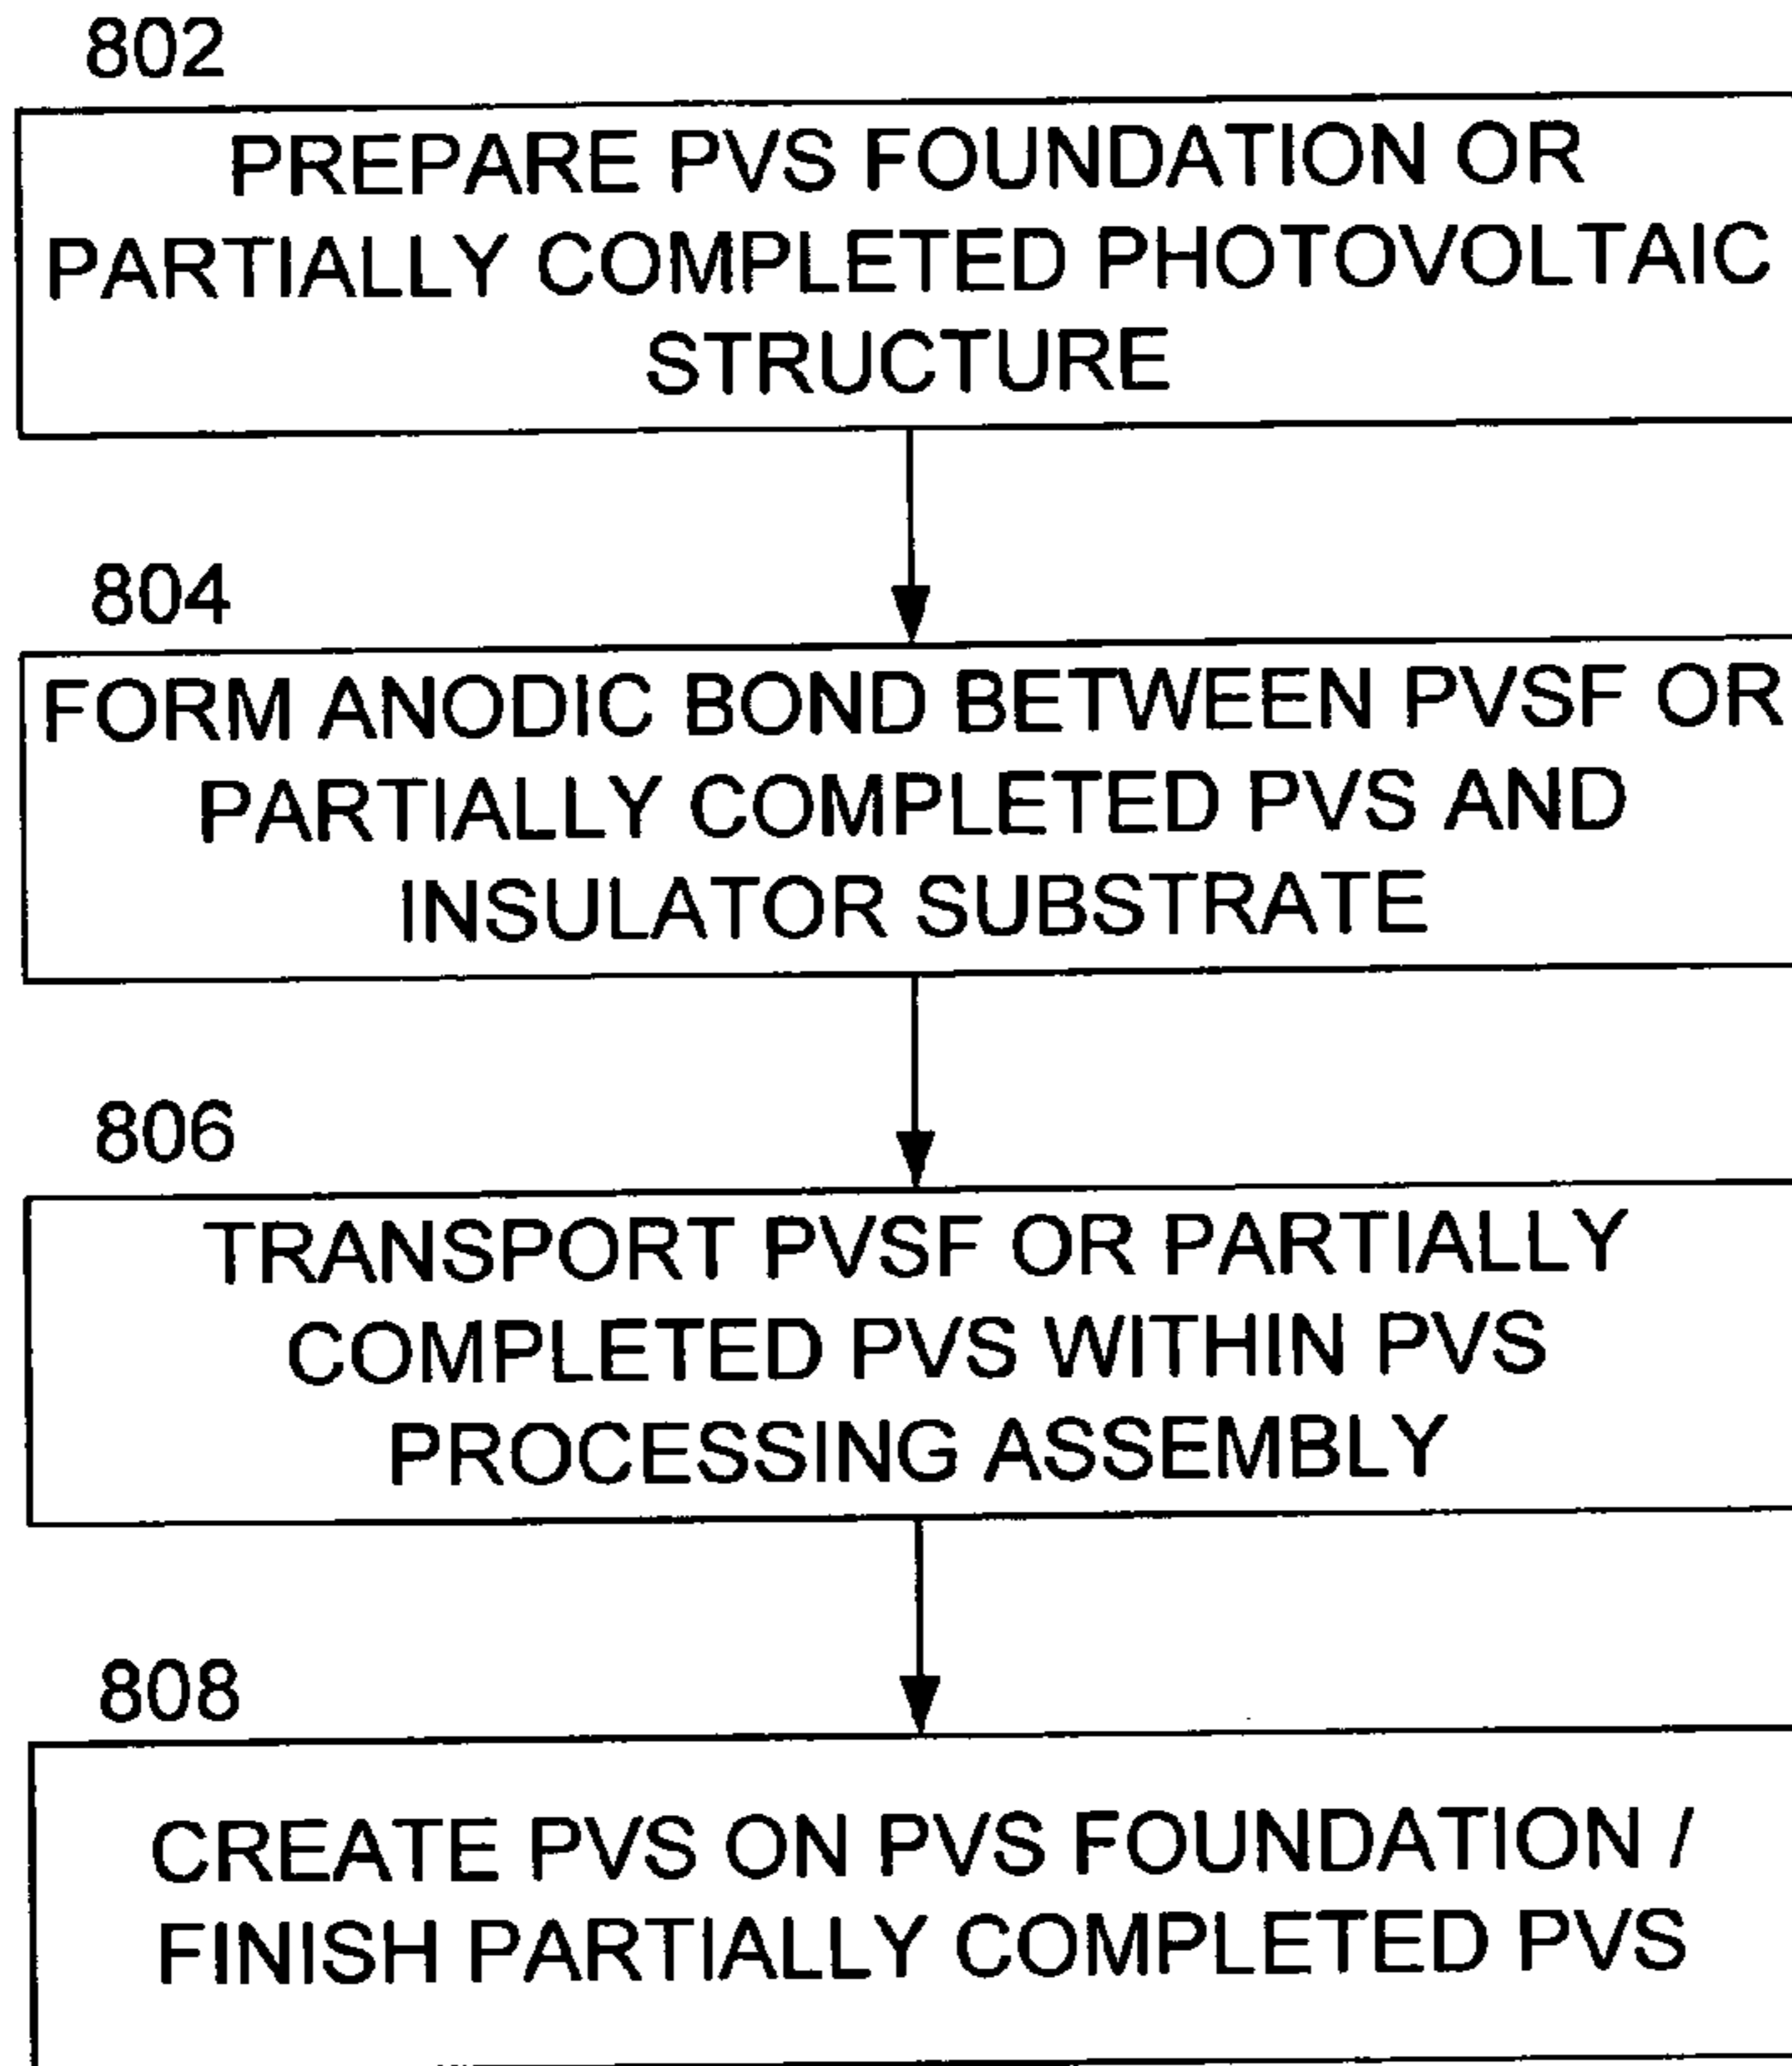 802
PREPARE PVS FOUNDATION OR
PARTIALLY COMPLETED PHOTOVOLTAIC
STRUCTURE
804
FORM ANODIC BOND BETWEEN PVSF OR
PARTIALLY COMPLETED PVS AND
INSULATOR SUBSTRATE
806
TRANSPORT PVSF OR PARTIALLY
COMPLETED PVS WITHIN PVS
PROCESSING ASSEMBLY
808
CREATE PVS ON PVS FOUNDATION /
FINISH PARTIALLY COMPLETED PVS